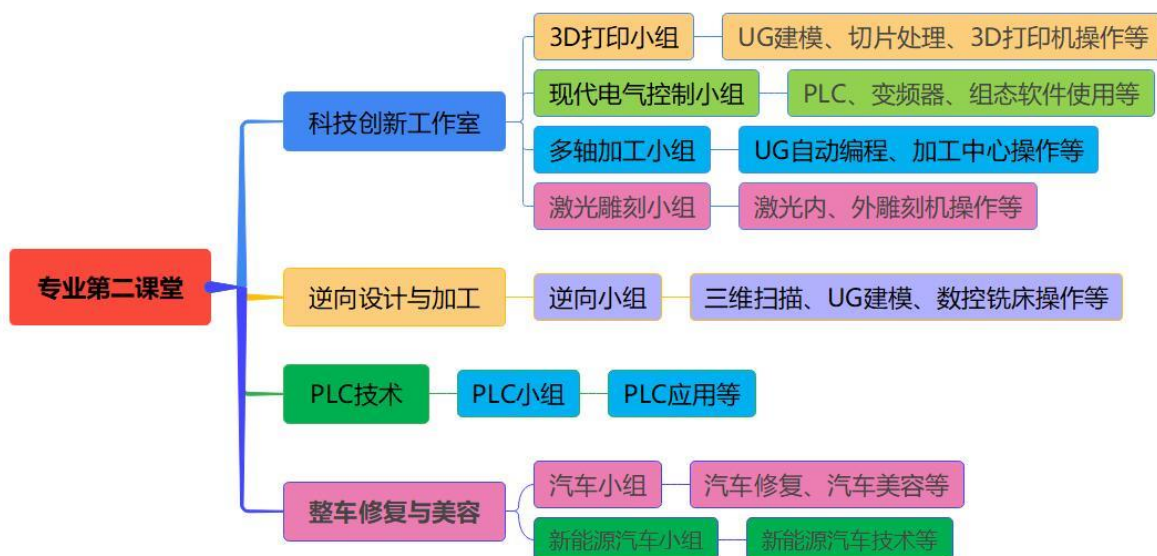 专业第二课堂
科技创新工作室
3D打印小组
UG建模、切片处理、3D打印机操作等
现代电气控制小组
PLC、变频器、组态软件使用等
多轴加工小组
UG自动编程、加工中心操作等
激光雕刻小组
激光内、外雕刻机操作等
逆向设计与加工
逆向小组
三维扫描、UG建模、数控铣床操作等
PLC技术
PLC小组
PLC应用等
整车修复与美容
汽车小组
汽车修复、汽车美容等
新能源汽车小组
新能源汽车技术等